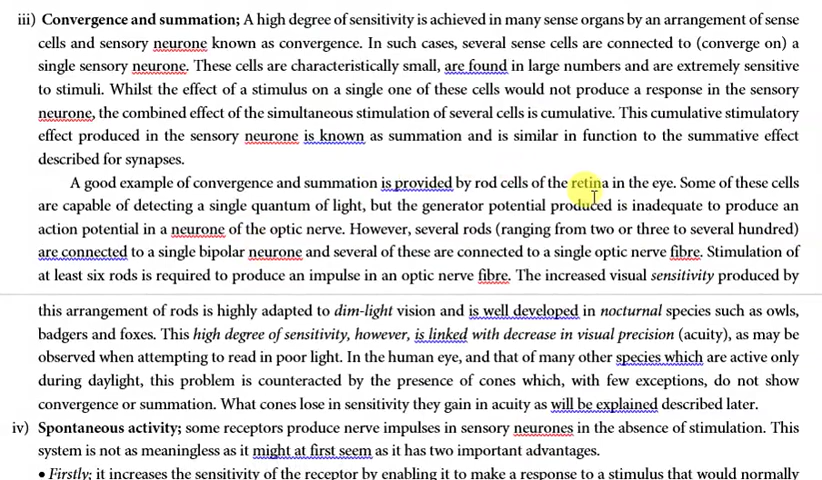 iii) Convergence and summation; A high degree of sensitivity is achieved in many sense organs by an arrangement of sense
cells and sensory neurone known as convergence. In such cases, several sense cells are connected to (converge on) a
single sensory neurone. These cells are characteristically small, are found in large numbers and are extremely sensitive
to stimuli. Whilst the effect of a stimulus on a single one of these cells would not produce a response in the sensory
neurone, the combined effect of the simultaneous stimulation of several cells is cumulative. This cumulative stimulatory
effect produced in the sensory neurone is known as summation and is similar in function to the summative effect
described for synapses.
A good example of convergence and summation is provided by rod cells of the retina in the eye. Some of these cells
are capable of detecting a single quantum of light, but the generator potential produced is inadequate to produce an
action potential in a neurone of the optic nerve. However, several rods (ranging from two or three to several hundred)
are connected to a single bipolar neurone and several of these are connected to a single optic nerve fibre. Stimulation of
at least six rods is required to produce an impulse in an optic nerve fibre. The increased visual sensitivity produced by
this arrangement of rods is highly adapted to dim-light vision and is well developed in nocturnal species such as owls,
badgers and foxes. This high degree of sensitivity, however, is linked with decrease in visual precision (acuity), as may be
observed when attempting to read in poor light. In the human eye, and that of many other species which are active only
during daylight, this problem is counteracted by the presence of cones which, with few exceptions, do not show
convergence or summation. What cones lose in sensitivity they gain in acuity as will be explained described later.
iv) Spontaneous activity; some receptors produce nerve impulses in sensory neurones in the absence of stimulation. This
system is not as meaningless as it might at first seem as it has two important advantages.
• Firstly; it increases the sensitivity of the receptor by enabling it to make a response to a stimulus that would normally